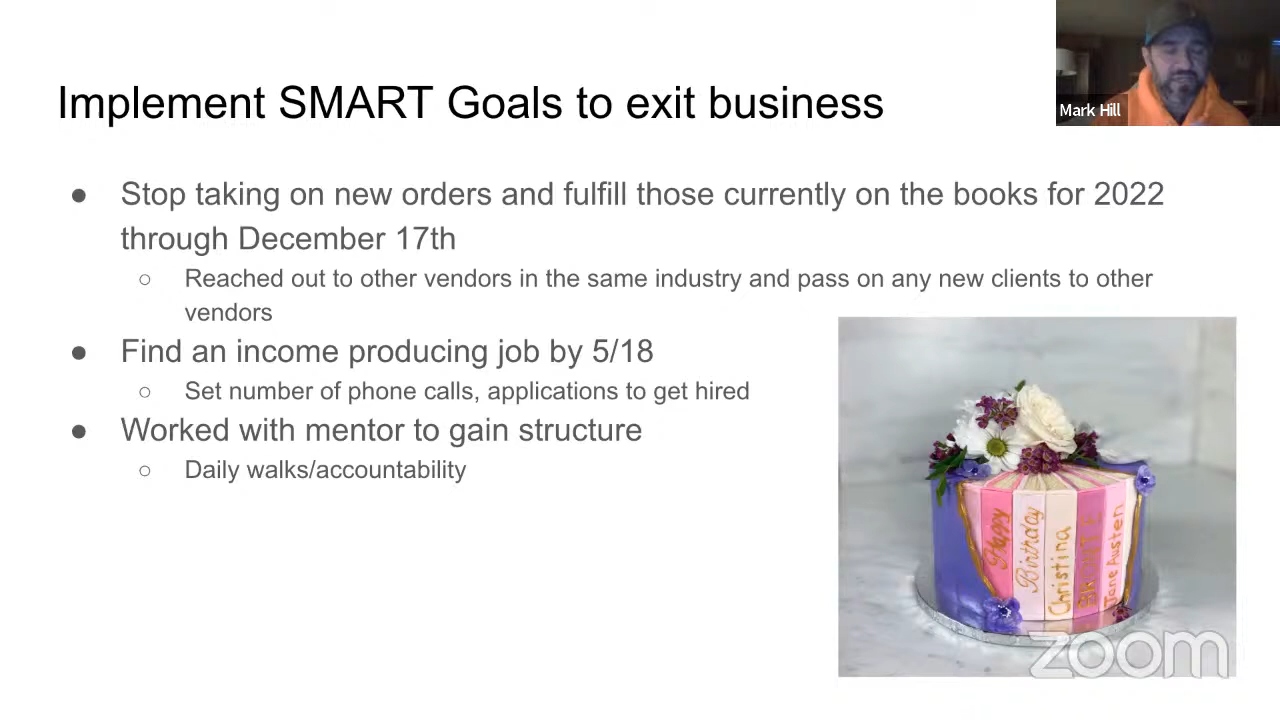 Implement SMART Goals to exit business
Mark Hill
● Stop taking on new orders and fulfill those currently on the books for 2022
through December 17th
○ Reached out to other vendors in the same industry and pass on any new clients to other
vendors
● Find an income producing job by 5/18
○ Set number of phone calls, applications to get hired
● Worked with mentor to gain structure
○ Daily walks/accountability
Happy
Birthday
Christina
BRONTE
Jane Austen
zoom